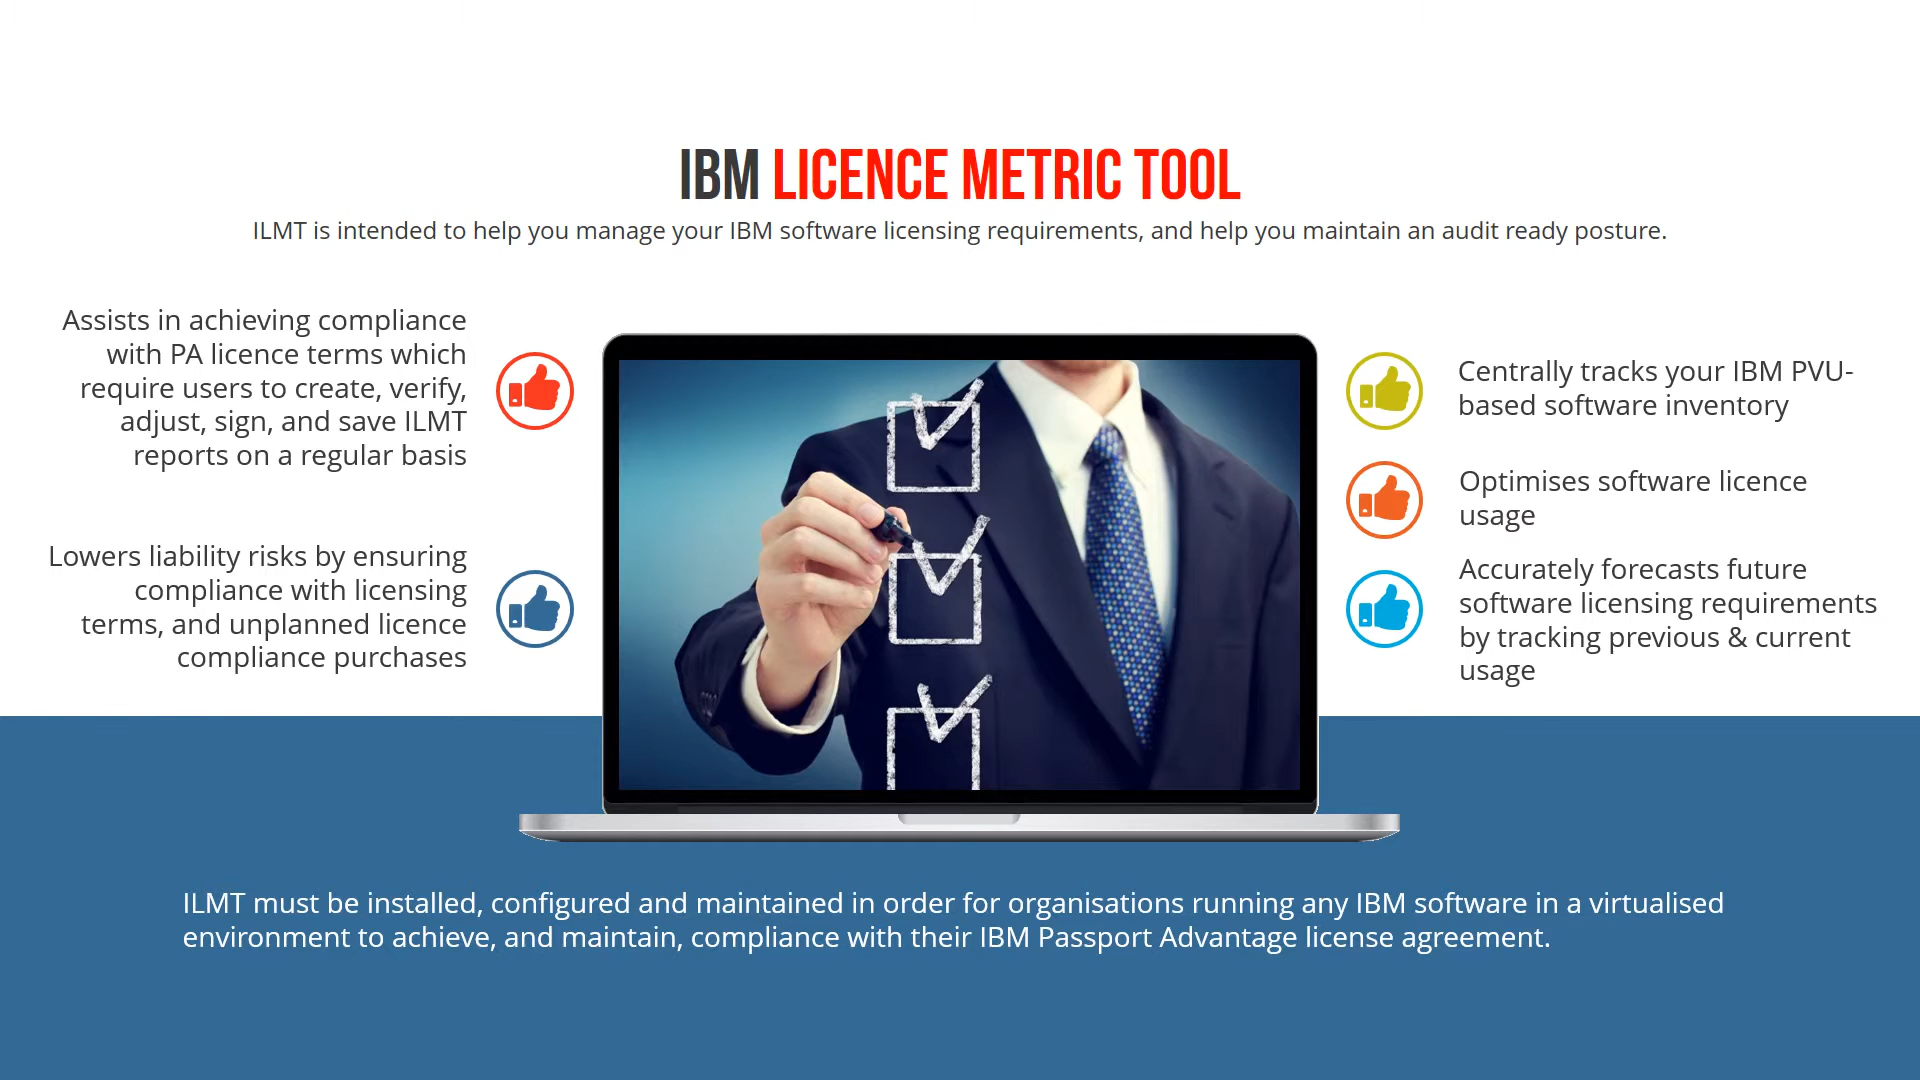 IBM LICENCE METRIC TOOL
ILMT is intended to help you manage your IBM software licensing requirements, and help you maintain an audit ready posture.
Assists in achieving compliance
with PA licence terms which
require users to create, verify,
adjust, sign, and save ILMT
reports on a regular basis
Lowers liability risks by ensuring
compliance with licensing
terms, and unplanned licence
compliance purchases
Centrally tracks your IBM PVU-
based software inventory
Optimises software licence
usage
Accurately forecasts future
software licensing requirements
by tracking previous & current
usage
ILMT must be installed, configured and maintained in order for organisations running any IBM software in a virtualised
environment to achieve, and maintain, compliance with their IBM Passport Advantage license agreement.